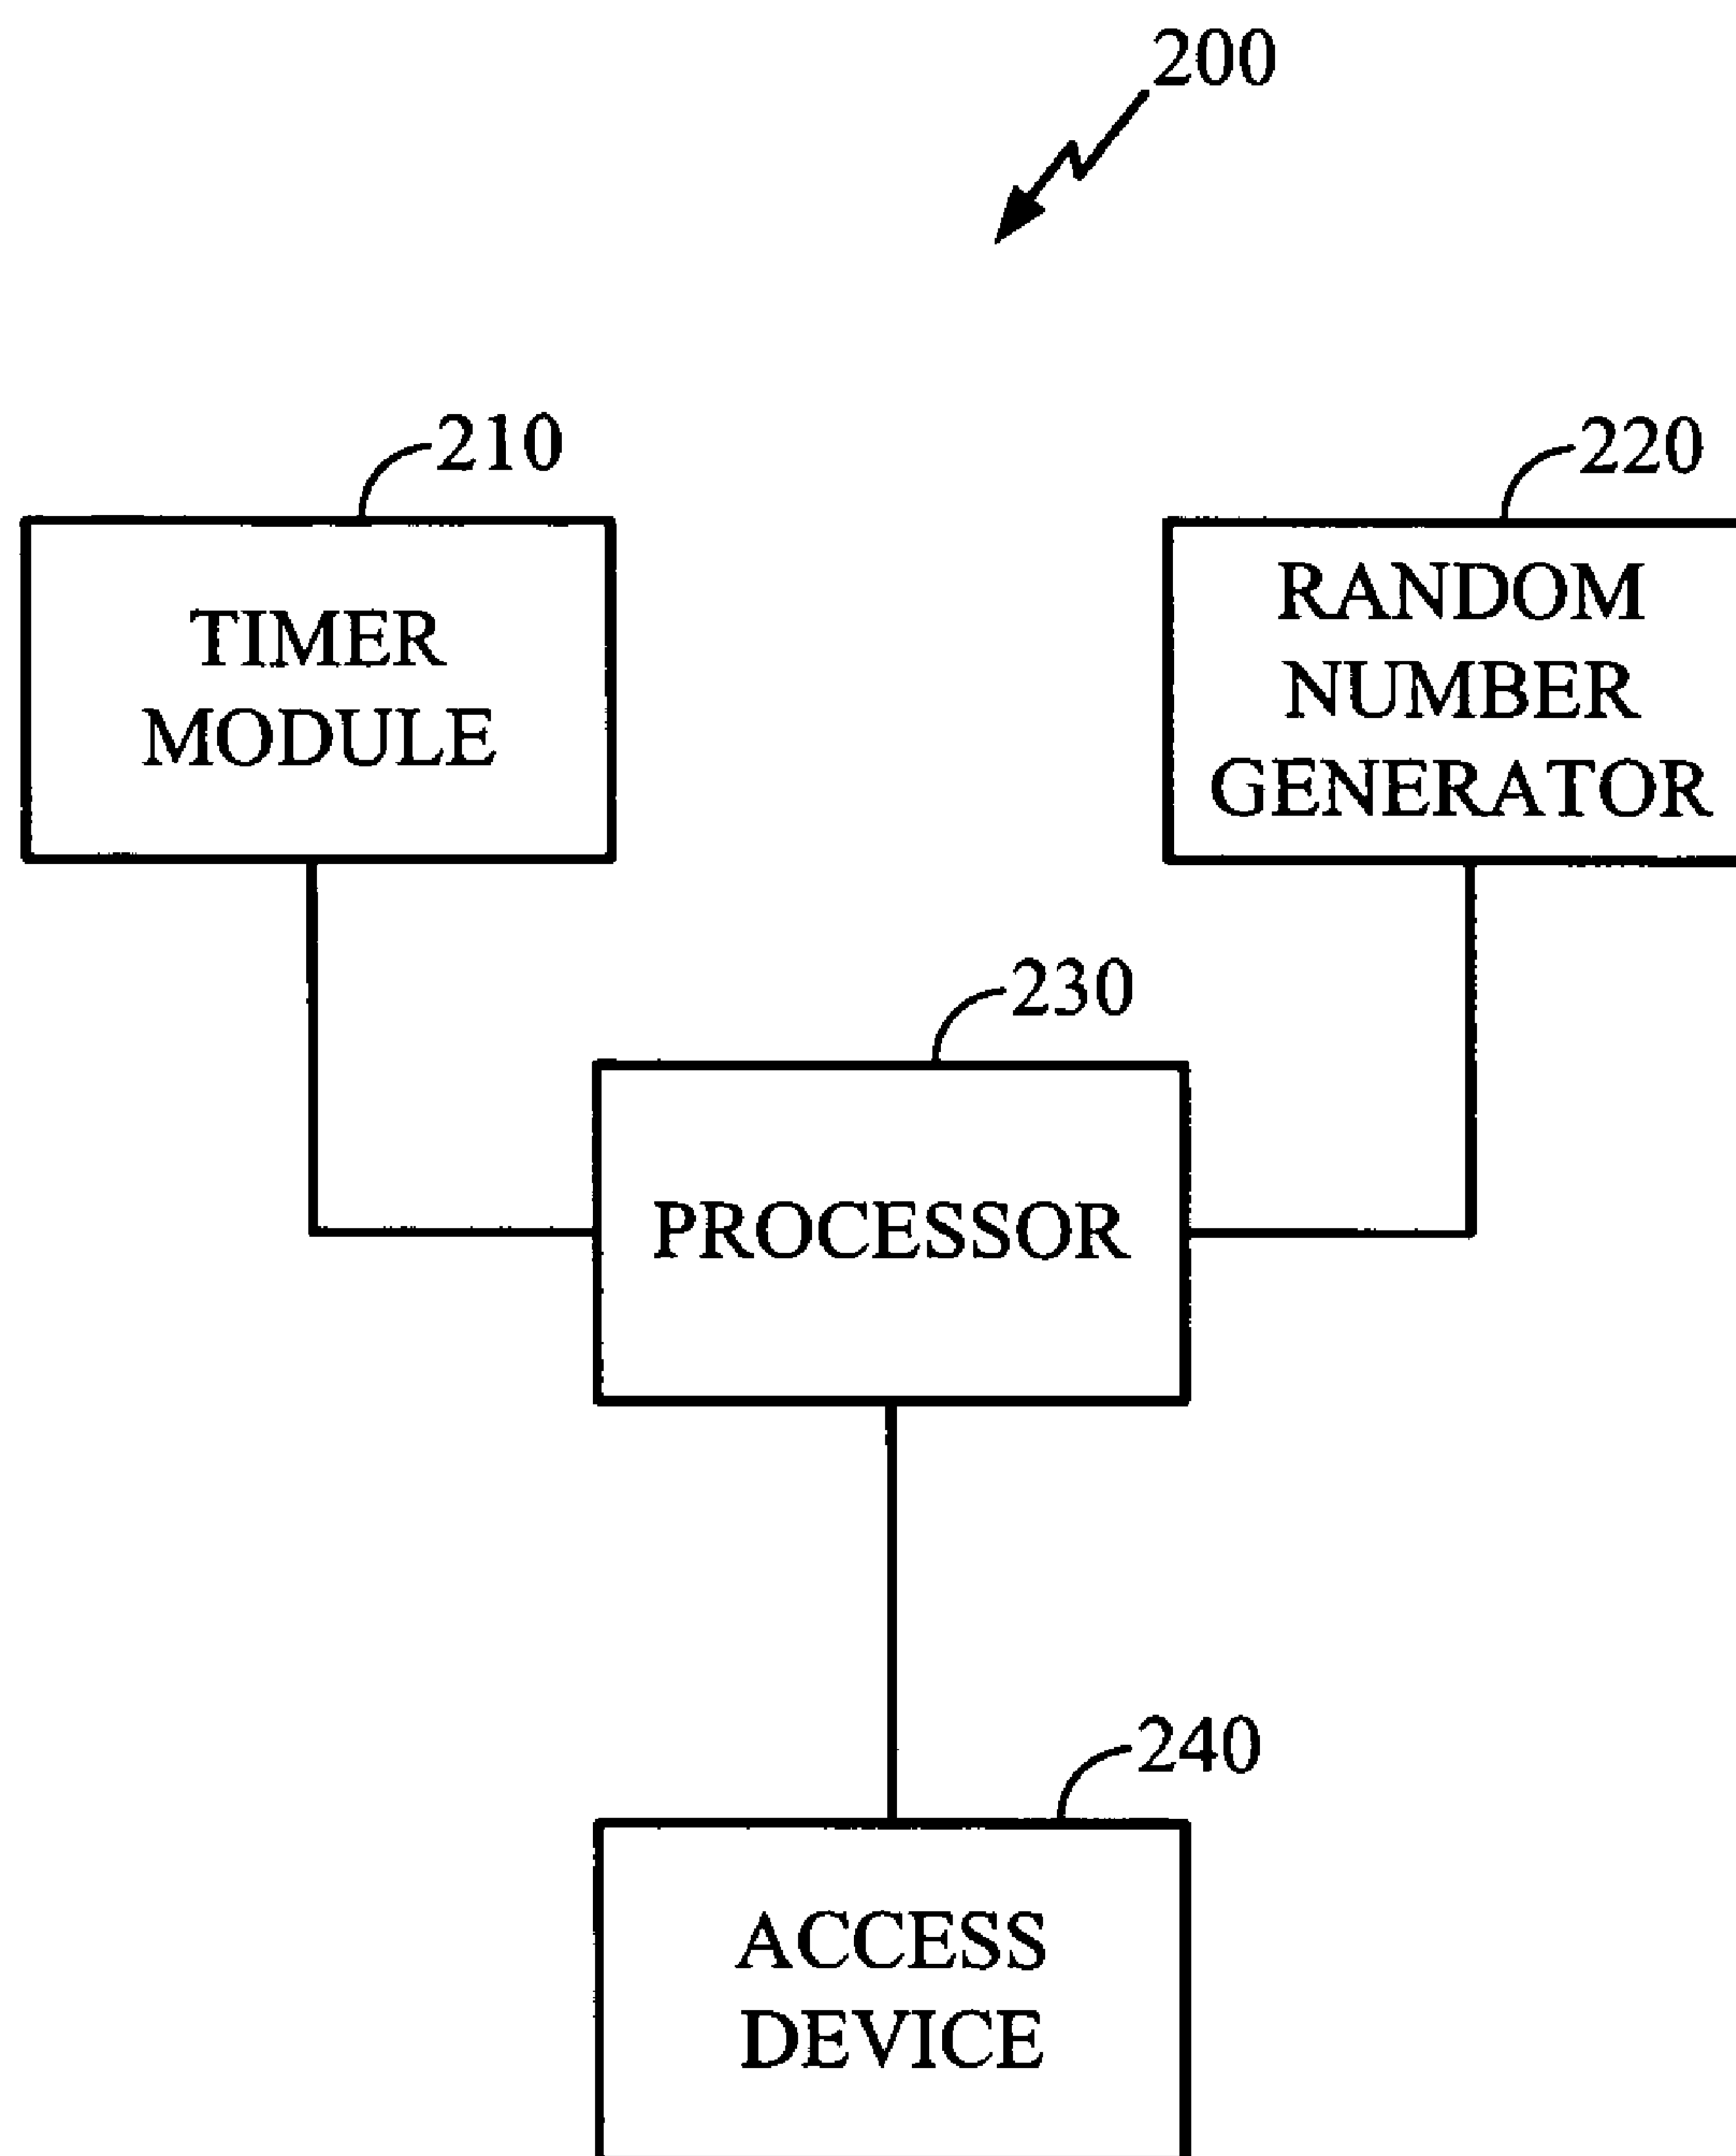 200
210
220
TIMER
MODULE
RANDOM
NUMBER
GENERATOR
230
PROCESSOR
240
ACCESS
DEVICE